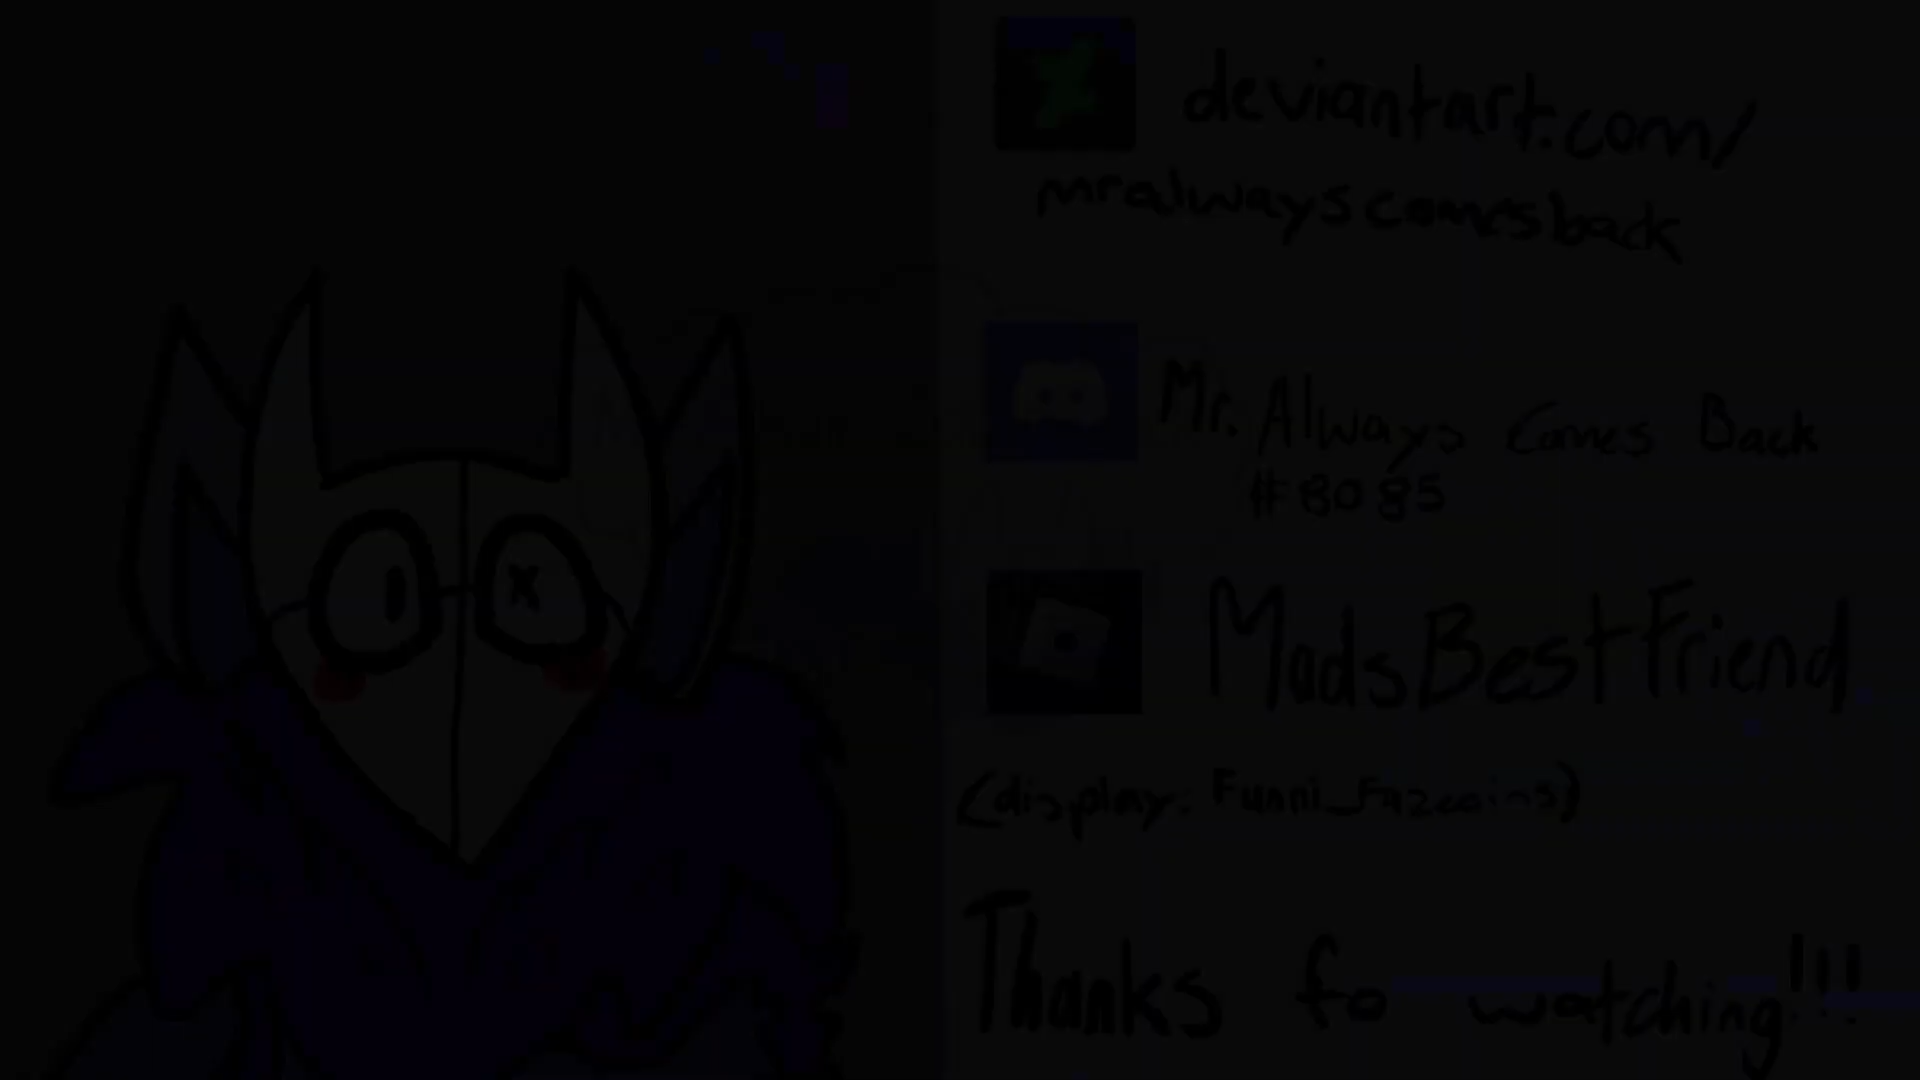 deviantart.com/
mralwayscomesback
Mr. Always Comes Back
#8085
MadsBestFriend
(display: Funni_Fazcoins)
Thanks fo watching!!!